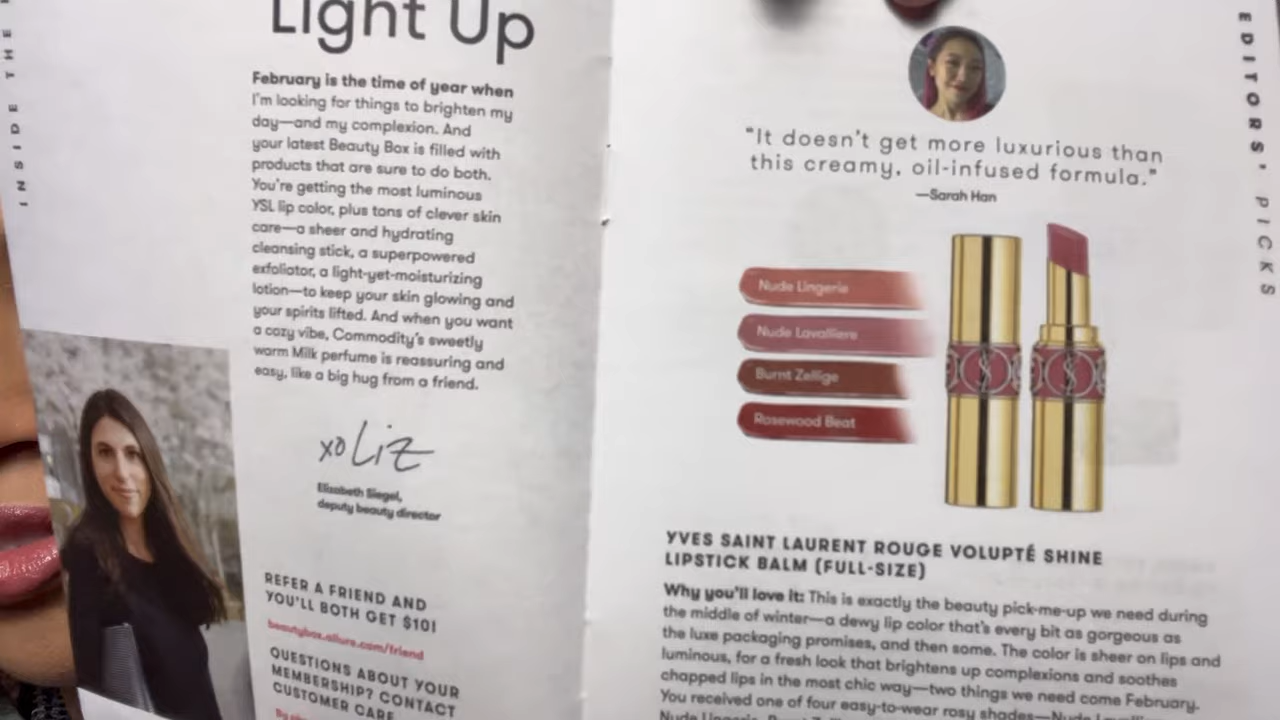 INSIDE THE
Light Up
February is the time of year when
I'm looking for things to brighten my
day—and my complexion. And
your latest Beauty Box is filled with
products that are sure to do both.
You're getting the most luminous
YSL lip color, plus tons of clever skin
care—a sheer and hydrating
cleansing stick, a superpowered
exfoliator, a light-yet-moisturizing
lotion—to keep your skin glowing and
your spirits lifted. And when you want
a cozy vibe, Commodity's sweetly
warm Milk perfume is reassuring and
easy, like a big hug from a friend.
xo Liz
Elizabeth Siegel,
deputy beauty director
REFER A FRIEND AND
YOU'LL BOTH GET $10!
beautybox.allure.com/friend
QUESTIONS ABOUT YOUR
MEMBERSHIP? CONTACT
CUSTOMER CARE
EDITORS' PICKS
"It doesn't get more luxurious than
this creamy, oil-infused formula."
—Sarah Han
Nude Lingerie
Nude Lavalliere
Burnt Zellige
Rosewood Beat
YVES SAINT LAURENT ROUGE VOLUPTÉ SHINE
LIPSTICK BALM (FULL-SIZE)
Why you'll love it: This is exactly the beauty pick-me-up we need during
the middle of winter—a dewy lip color that's every bit as gorgeous as
the luxe packaging promises, and then some. The color is sheer on lips and
luminous, for a fresh look that brightens up complexions and soothes
chapped lips in the most chic way—two things we need come February.
You received one of four easy-to-wear rosy shades—Nude
Nude Lingerie, Burnt